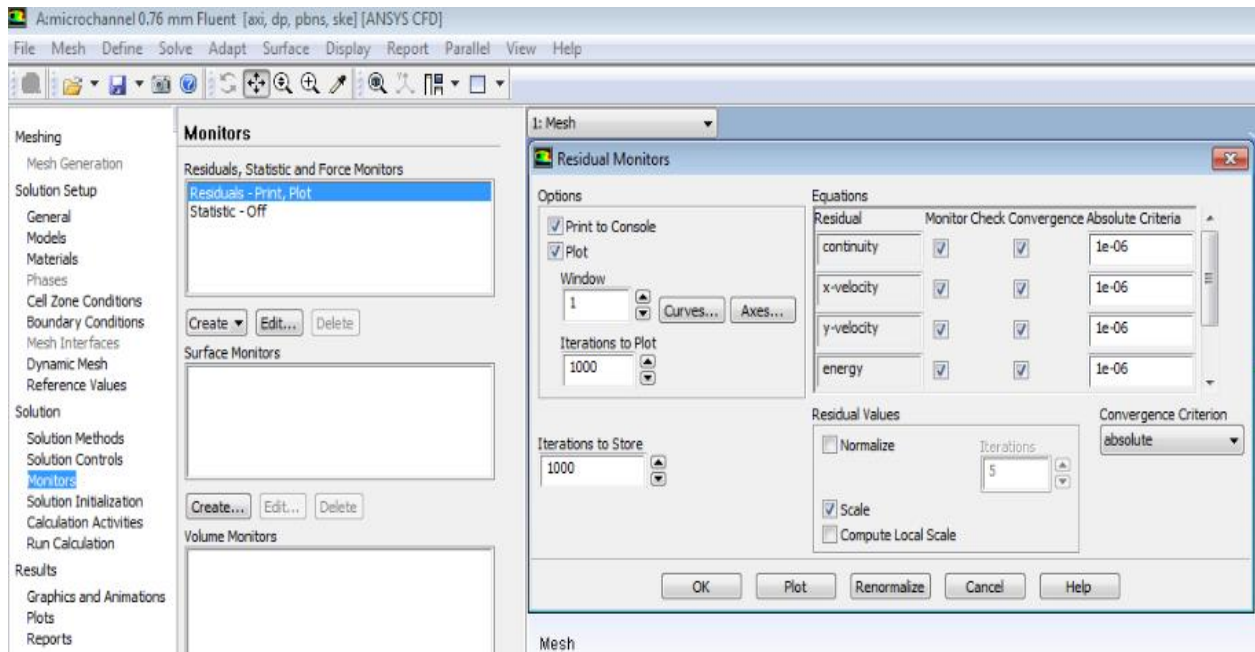 A:microchannel 0.76 mm Fluent [axi, dp, pbns, ske] [ANSYS CFD]
File Mesh Define Solve Adapt Surface Display Report Parallel View Help
Meshing
Mesh Generation
Solution Setup
General
Models
Materials
Phases
Cell Zone Conditions
Boundary Conditions
Mesh Interfaces
Dynamic Mesh
Reference Values
Solution
Solution Methods
Solution Controls
Monitors
Solution Initialization
Calculation Activities
Run Calculation
Results
Graphics and Animations
Plots
Reports
Monitors
Residuals, Statistic and Force Monitors
Residuals - Print, Plot
Statistic - Off
Create Edit... Delete
Surface Monitors
Create... Edit... Delete
Volume Monitors
1: Mesh
Residual Monitors
Options
Print to Console
Plot
Window
1
Curves... Axes...
Iterations to Plot
1000
Iterations to Store
1000
Equations
Residual Monitor Check Convergence Absolute Criteria
continuity 1e-06
x-velocity 1e-06
y-velocity 1e-06
energy 1e-06
Residual Values
Normalize
Iterations
5
Scale
Compute Local Scale
Convergence Criterion
absolute
OK Plot Renormalize Cancel Help
Mesh